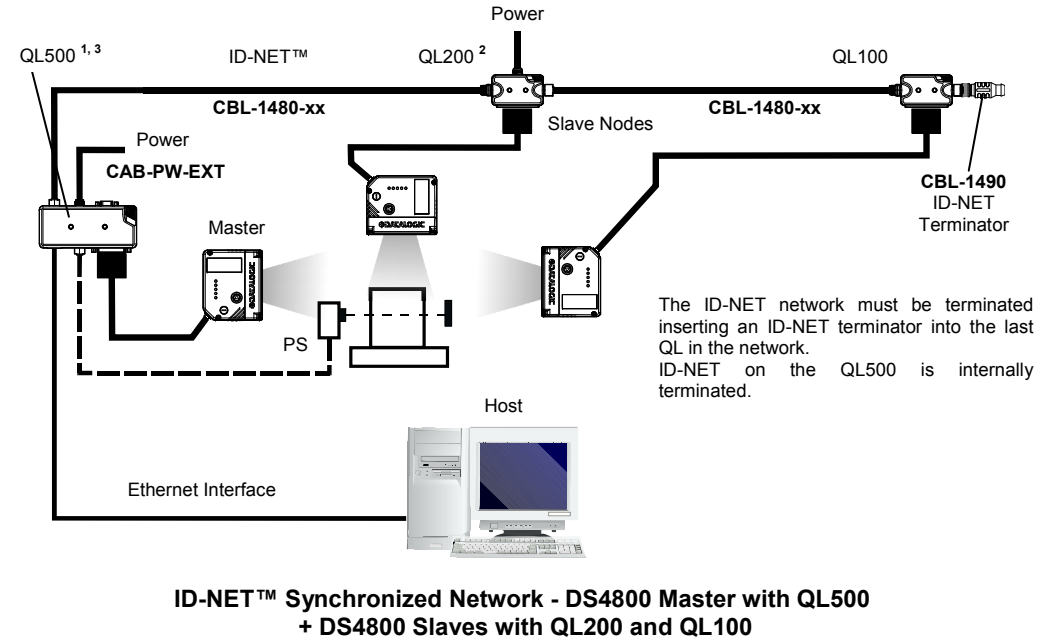 Power
QL500 1, 3
ID-NET™
QL200 2
QL100
CBL-1480-xx
CBL-1480-xx
Slave Nodes
Power
CAB-PW-EXT
CBL-1490
ID-NET
Terminator
Master
DATALOGIC
DATALOGIC
DATALOGIC
PS
The ID-NET network must be terminated
inserting an ID-NET terminator into the last
QL in the network.
ID-NET on the QL500 is internally
terminated.
Host
Ethernet Interface
ID-NET™ Synchronized Network - DS4800 Master with QL500
+ DS4800 Slaves with QL200 and QL100